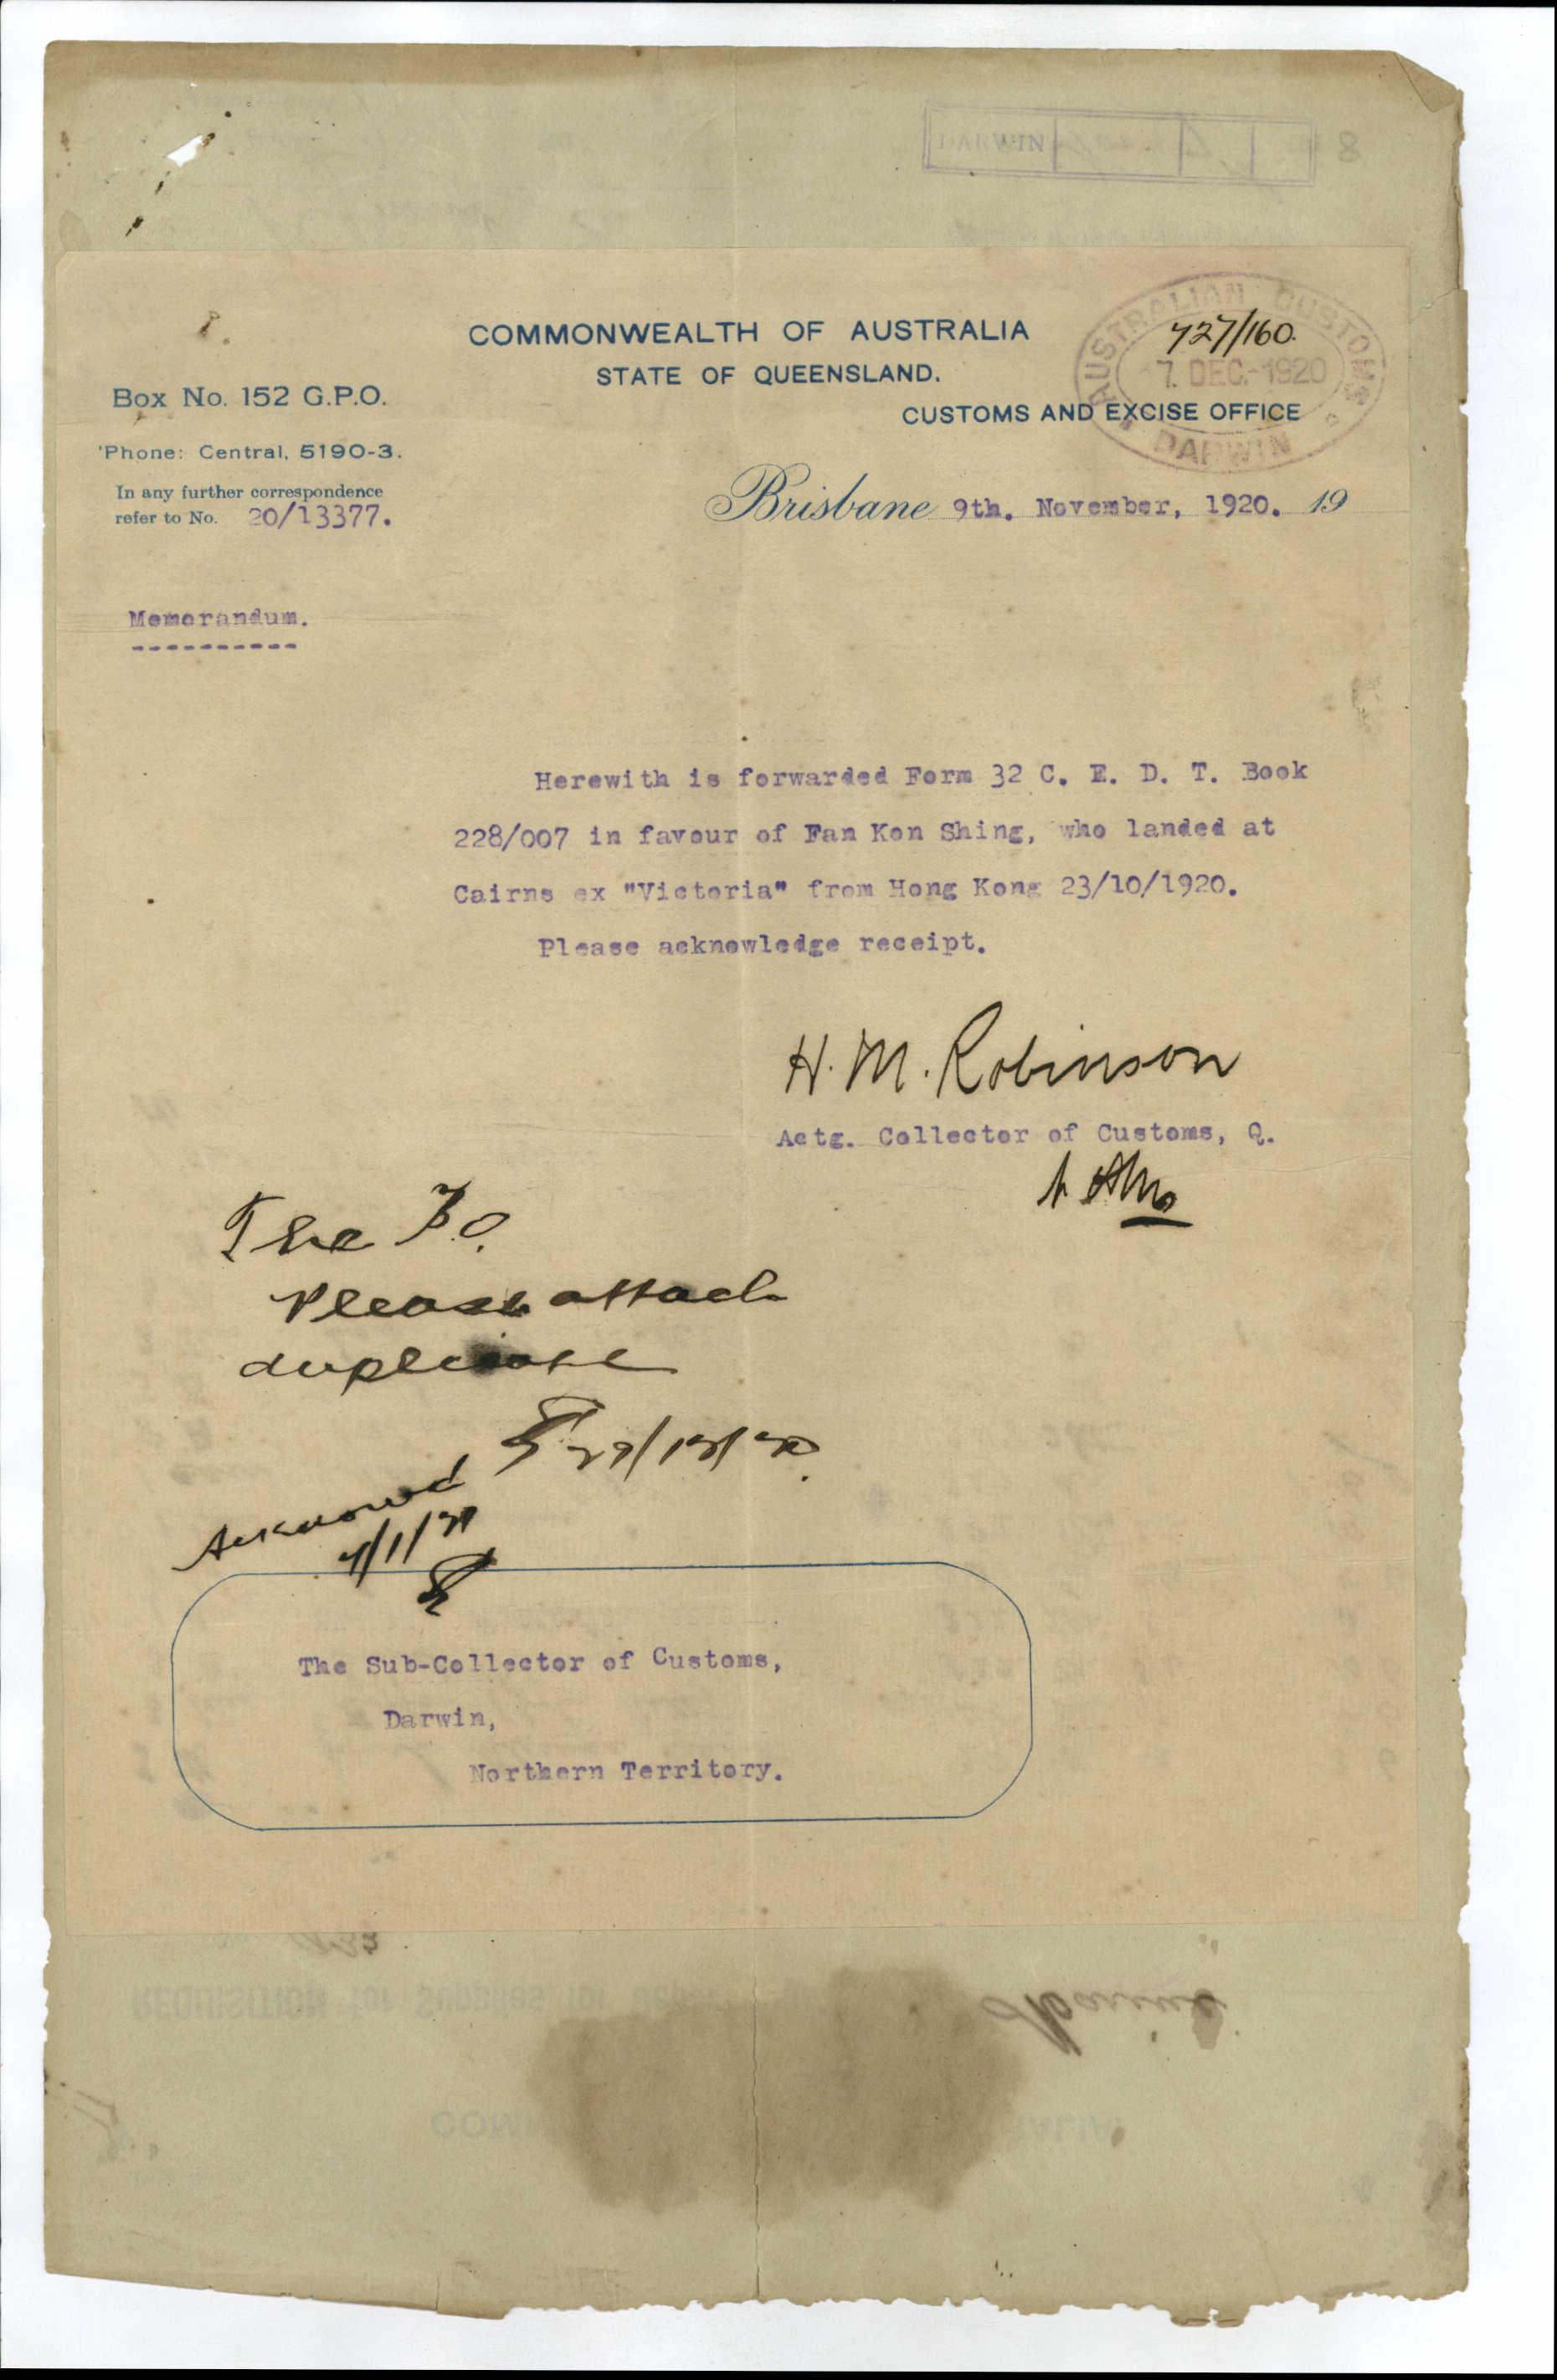 DARWIN
COMMONWEALTH OF AUSTRALIA
STATE OF QUEENSLAND.
CUSTOMS AND EXCISE OFFICE
AUSTRALIAN CUSTOMS
727/160.
7. DEC. 1920
DARWIN
Box No. 152 G.P.O.
'Phone: Central, 5190-3.
In any further correspondence
refer to No. 20/13377.
Brisbane 9th. November, 1920. 19
Memorandum.
----------
Herewith is forwarded Form 32 C. E. D. T. Book
228/007 in favour of Fan Kon Shing, who landed at
Cairns ex "Victoria" from Hong Kong 23/10/1920.
Please acknowledge receipt.
H. M. Robinson
Actg. Collector of Customs, Q.
The
Please attach
duplicate
The Sub-Collector of Customs,
Darwin,
Northern Territory.
REQUISITION for Supplies for